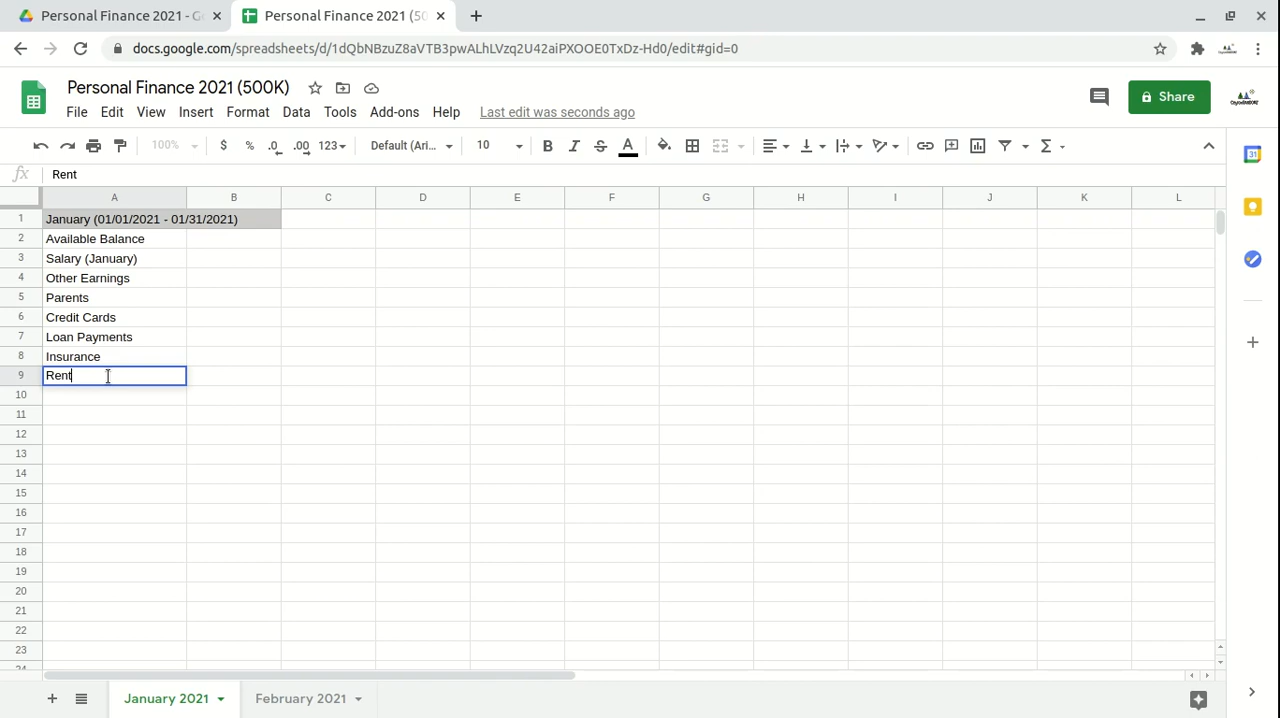 Personal Finance 2021 - Go
Personal Finance 2021 (50
docs.google.com/spreadsheets/d/1dQbNBzuZ8aVTB3pwALhLVzq2U42aiPXOOE0TxDz-Hd0/edit#gid=0
Personal Finance 2021 (500K)
File Edit View Insert Format Data Tools Add-ons Help Last edit was seconds ago
Share
100% $ % .0 .00 123 Default (Ari... 10 B I S A Σ
fx Rent
A B C D E F G H I J K L
1 January (01/01/2021 - 01/31/2021)
2 Available Balance
3 Salary (January)
4 Other Earnings
5 Parents
6 Credit Cards
7 Loan Payments
8 Insurance
9 Rent
10
11
12
13
14
15
16
17
18
19
20
21
22
23
24
January 2021 February 2021
31